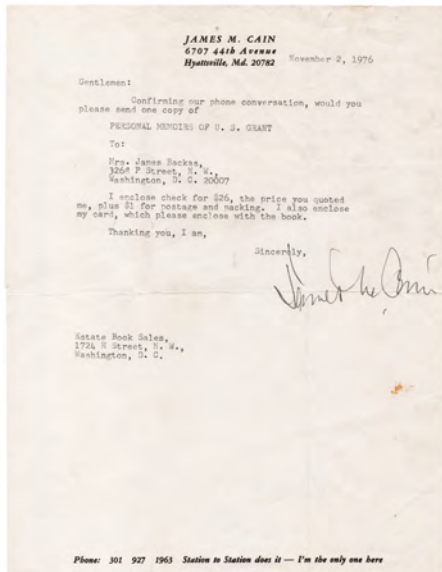 JAMES M. CAIN
6707 44th Avenue
Hyattsville, Md. 20782
November 2, 1976
Gentlemen:
Confirming our phone conversation, would you
please send one copy of
PERSONAL MEMOIRS OF U. S. GRANT
To:
Mrs. James Backas,
3268 P Street, N. W.,
Washington, D. C. 20007
I enclose check for $26, the price you quoted
me, plus $1 for postage and packing. I also enclose
my card, which please enclose with the book.
Thanking you, I am,
Sincerely,
James M. Cain
Estate Book Sales,
1724 H Street, N. W.,
Washington, D. C.
Phone: 301 927 1963 Station to Station does it — I'm the only one here